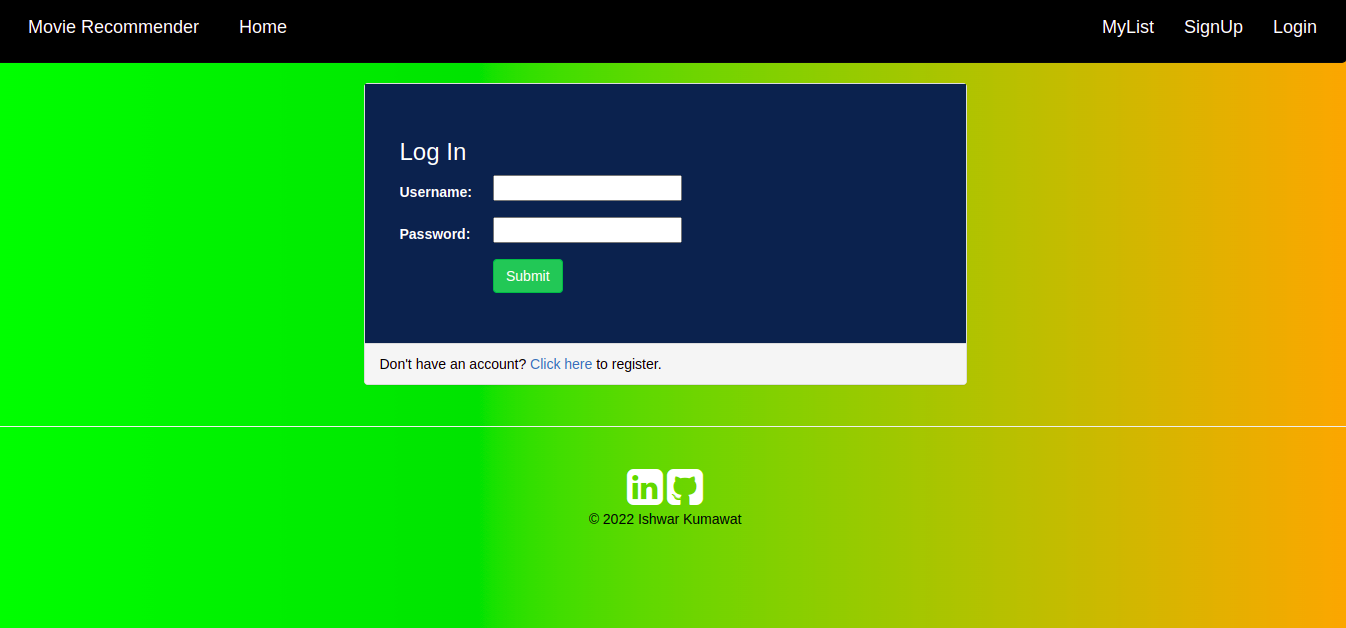 Movie Recommender Home MyList SignUp Login
Log In
Username:
Password:
Submit
Don't have an account? Click here to register.
in
© 2022 Ishwar Kumawat